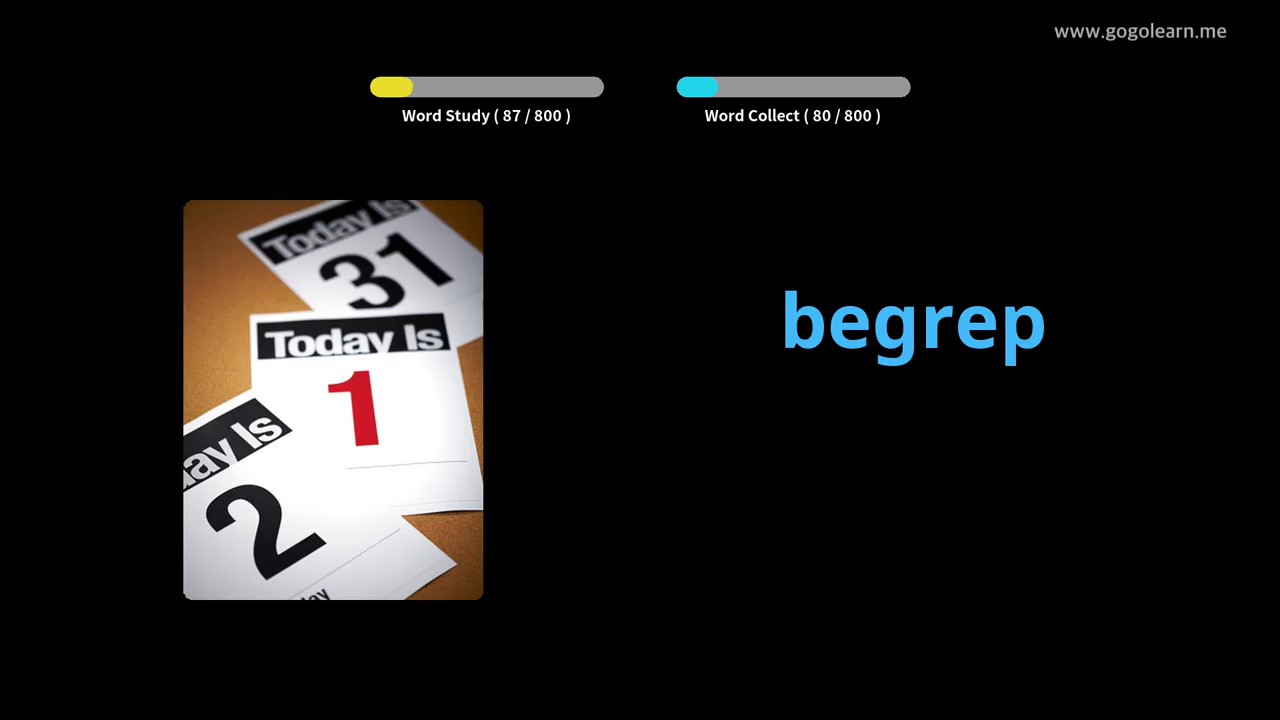 www.gogolearn.me
Word Study ( 87 / 800 )
Word Collect ( 80 / 800 )
Today Is
31
Today Is
1
day Is
2
begrep